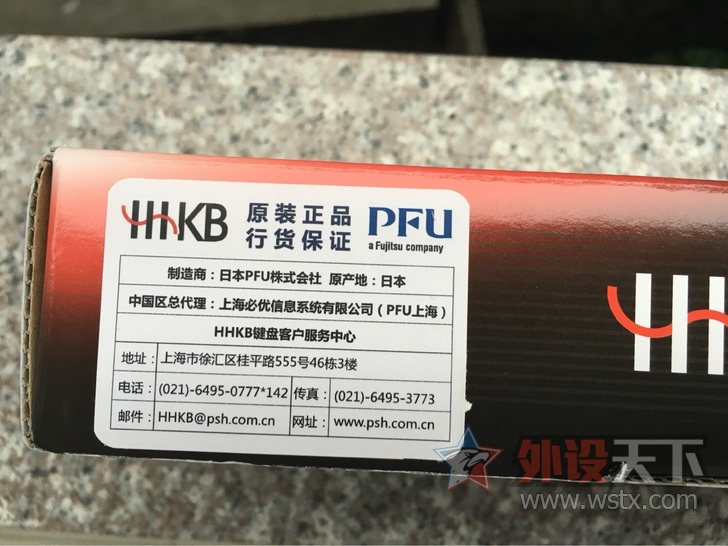 HHKB 原装正品 PFU
行货保证 a Fujitsu company
制造商：日本PFU株式会社 原产地：日本
中国区总代理：上海必优信息系统有限公司（PFU上海）
HHKB键盘客户服务中心
地址： 上海市徐汇区桂平路555号46栋3楼
电话： (021)-6495-0777*142 传真： (021)-6495-3773
邮件： HHKB@psh.com.cn 网址： www.psh.com.cn
外设天下
www.wstx.com